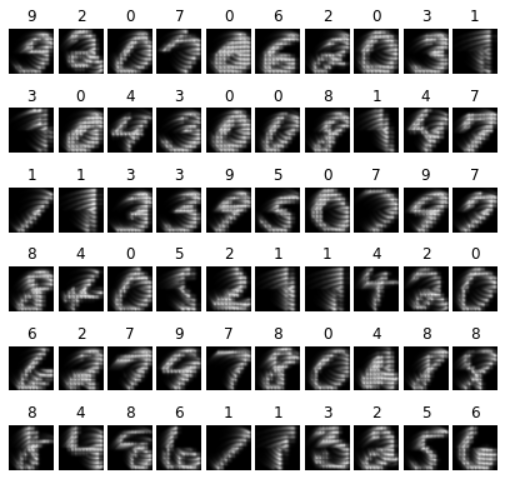 9 2 0 7 0 6 2 0 3 1
3 0 4 3 0 0 8 1 4 7
1 1 3 3 9 5 0 7 9 7
8 4 0 5 2 1 1 4 2 0
6 2 7 9 7 8 0 4 8 8
8 4 8 6 1 1 3 2 5 6